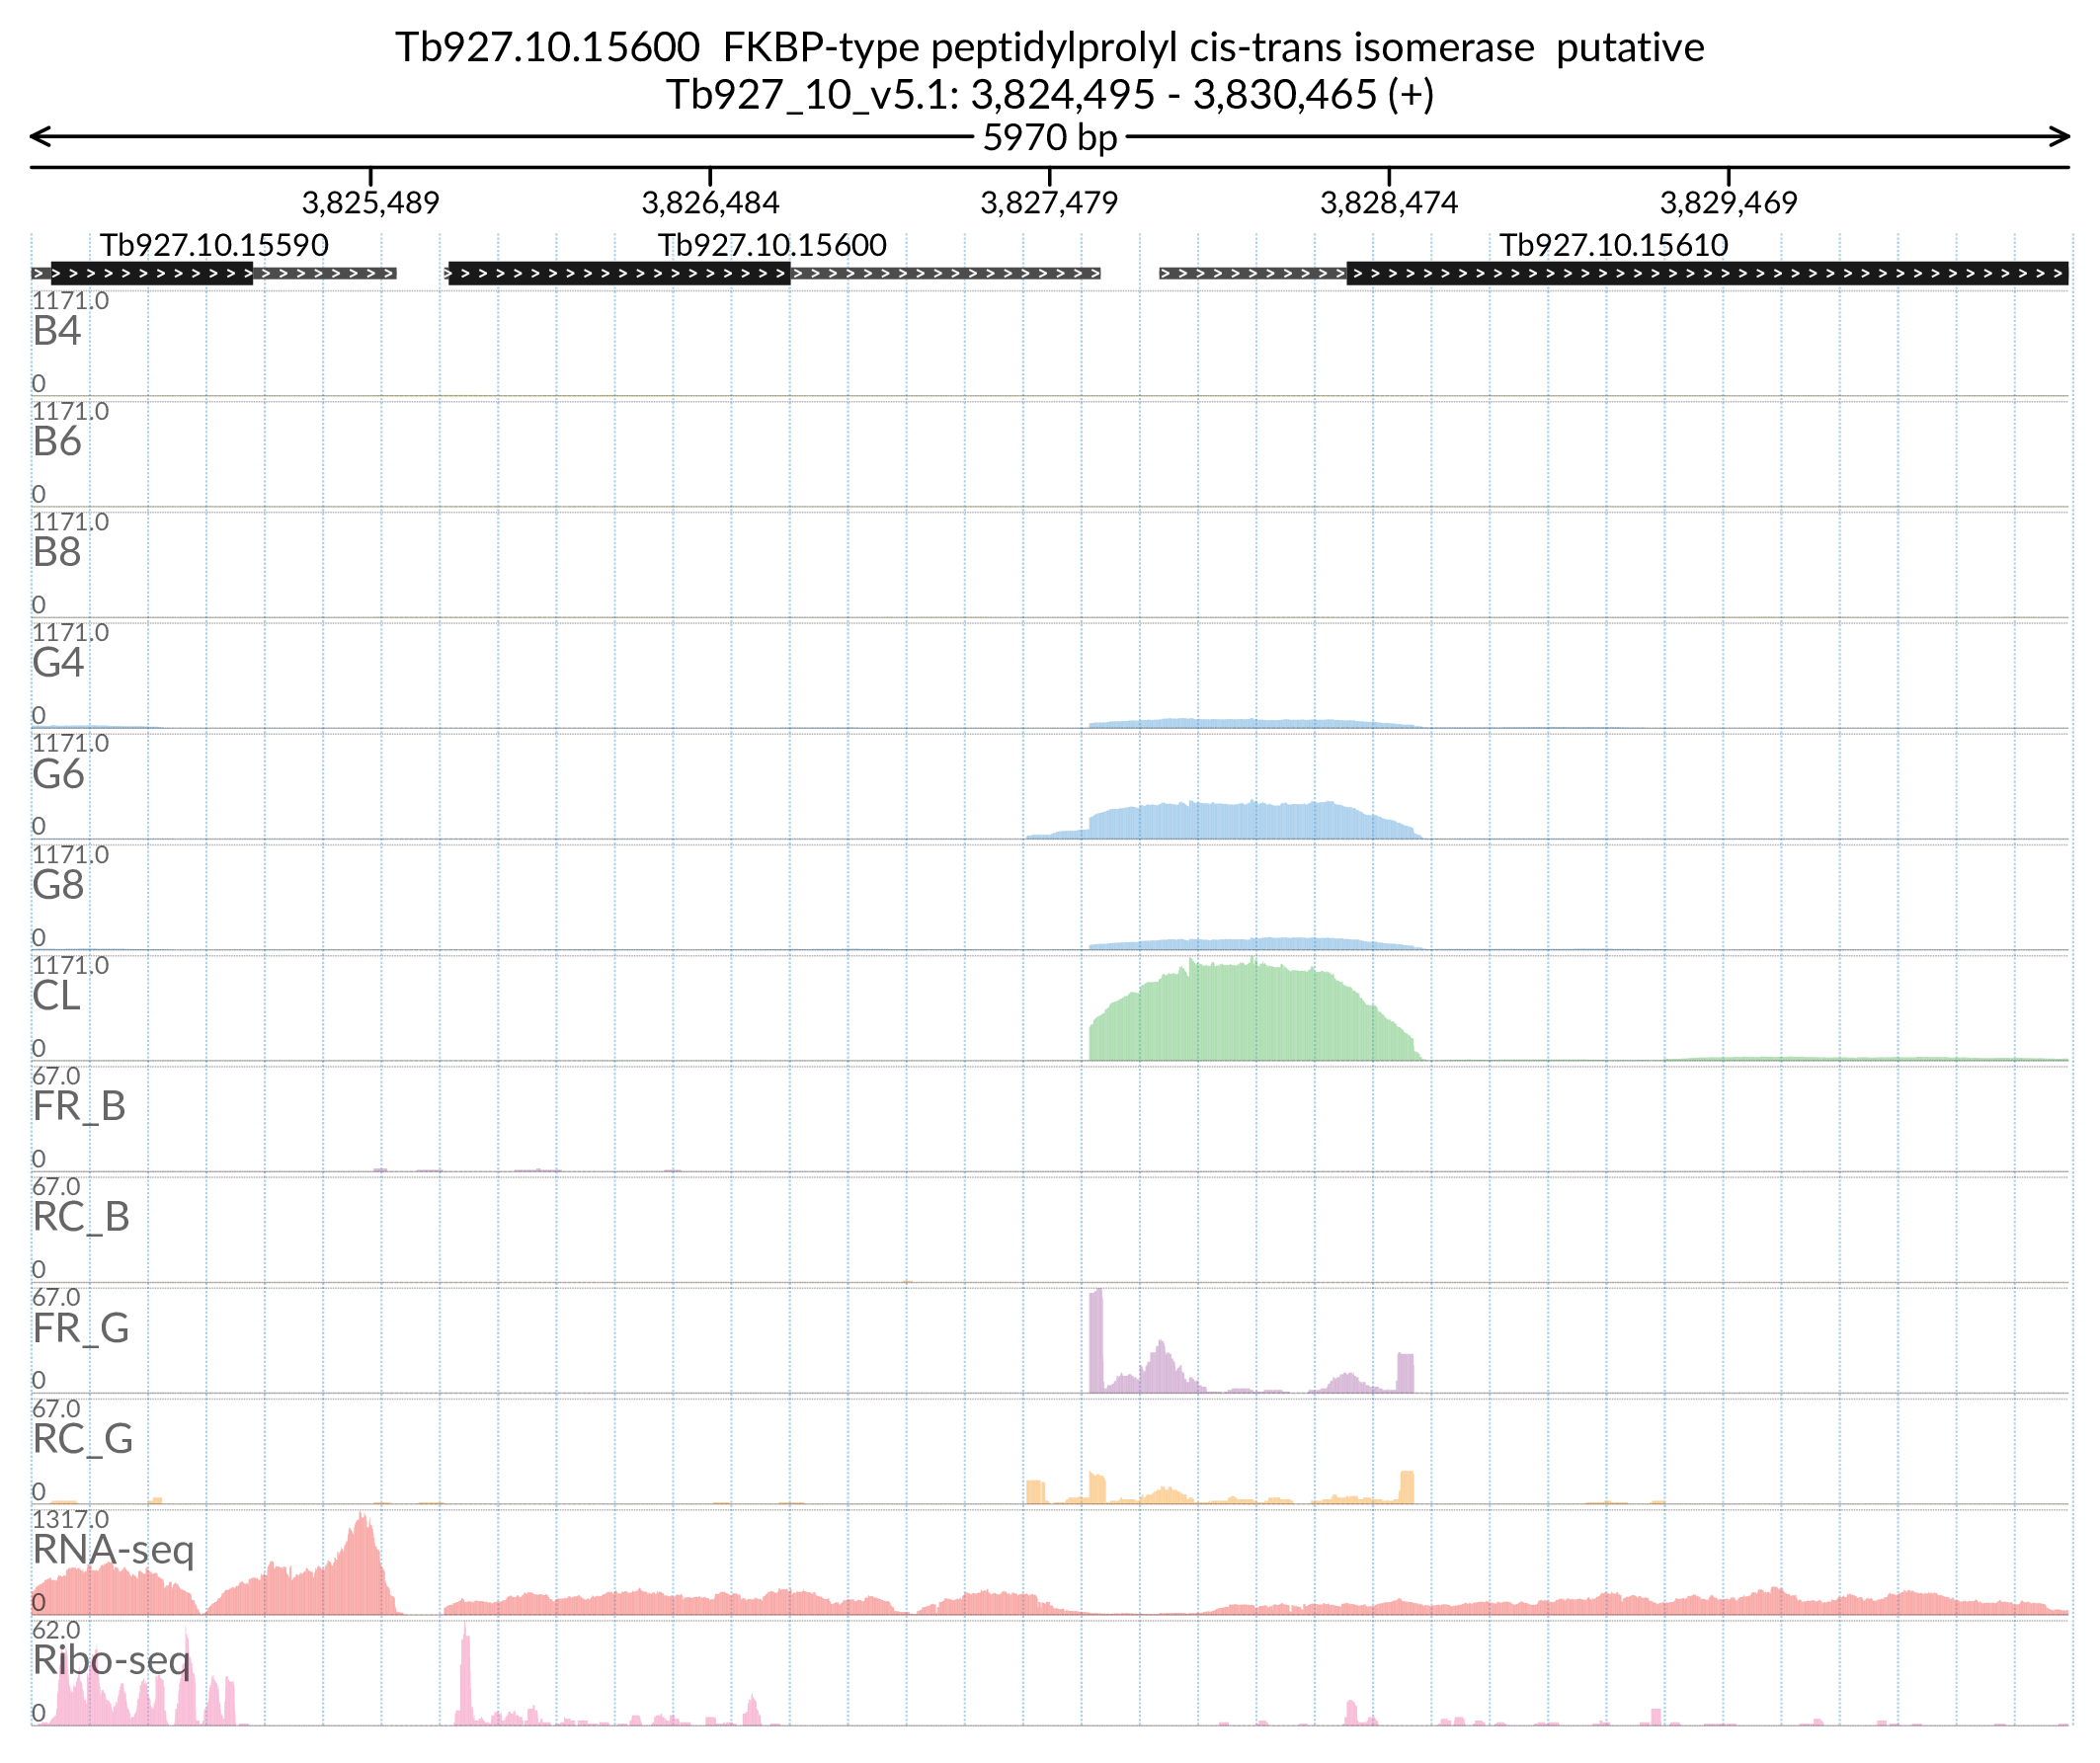 Tb927.10.15600 FKBP-type peptidylprolyl cis-trans isomerase putative
Tb927_10_v5.1: 3,824,495 - 3,830,465 (+)
5970 bp
3,825,489 3,826,484 3,827,479 3,828,474 3,829,469
Tb927.10.15590 Tb927.10.15600 Tb927.10.15610
1171.0
B4
0
1171.0
B6
0
1171.0
B8
0
1171.0
G4
0
1171.0
G6
0
1171.0
G8
0
1171.0
CL
0
67.0
FR_B
0
67.0
RC_B
0
67.0
FR_G
0
67.0
RC_G
0
1317.0
RNA-seq
0
62.0
Ribo-seq
0